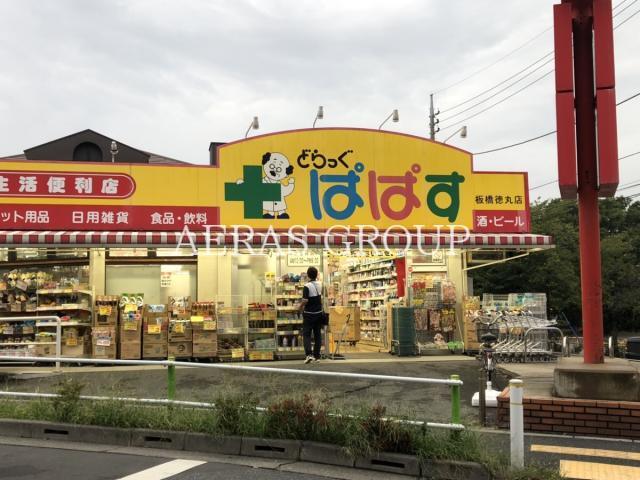 どらっぐ
ぱぱす
板橋徳丸店
生活便利店
ット用品
日用雑貨
食品・飲料
酒・ビール
AERAS GROUP